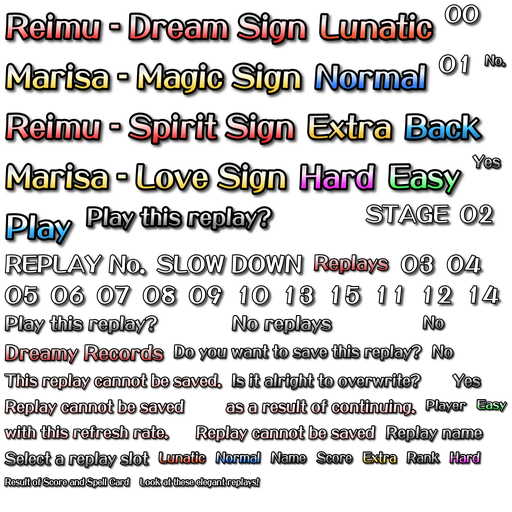 Reimu - Dream Sign Lunatic 00
Marisa - Magic Sign Normal 01 No.
Reimu - Spirit Sign Extra Back
Marisa - Love Sign Hard Easy Yes
Play Play this replay? STAGE 02
REPLAY No. SLOW DOWN Replays 03 04
05 06 07 08 09 10 13 15 11 12 14
Play this replay? No replays No
Dreamy Records Do you want to save this replay? No
This replay cannot be saved. Is it alright to overwrite? Yes
Replay cannot be saved as a result of continuing. Player Easy
with this refresh rate. Replay cannot be saved Replay name
Select a replay slot Lunatic Normal Name Score Extra Rank Hard
Result of Score and Spell Card Look at these elegant replays!